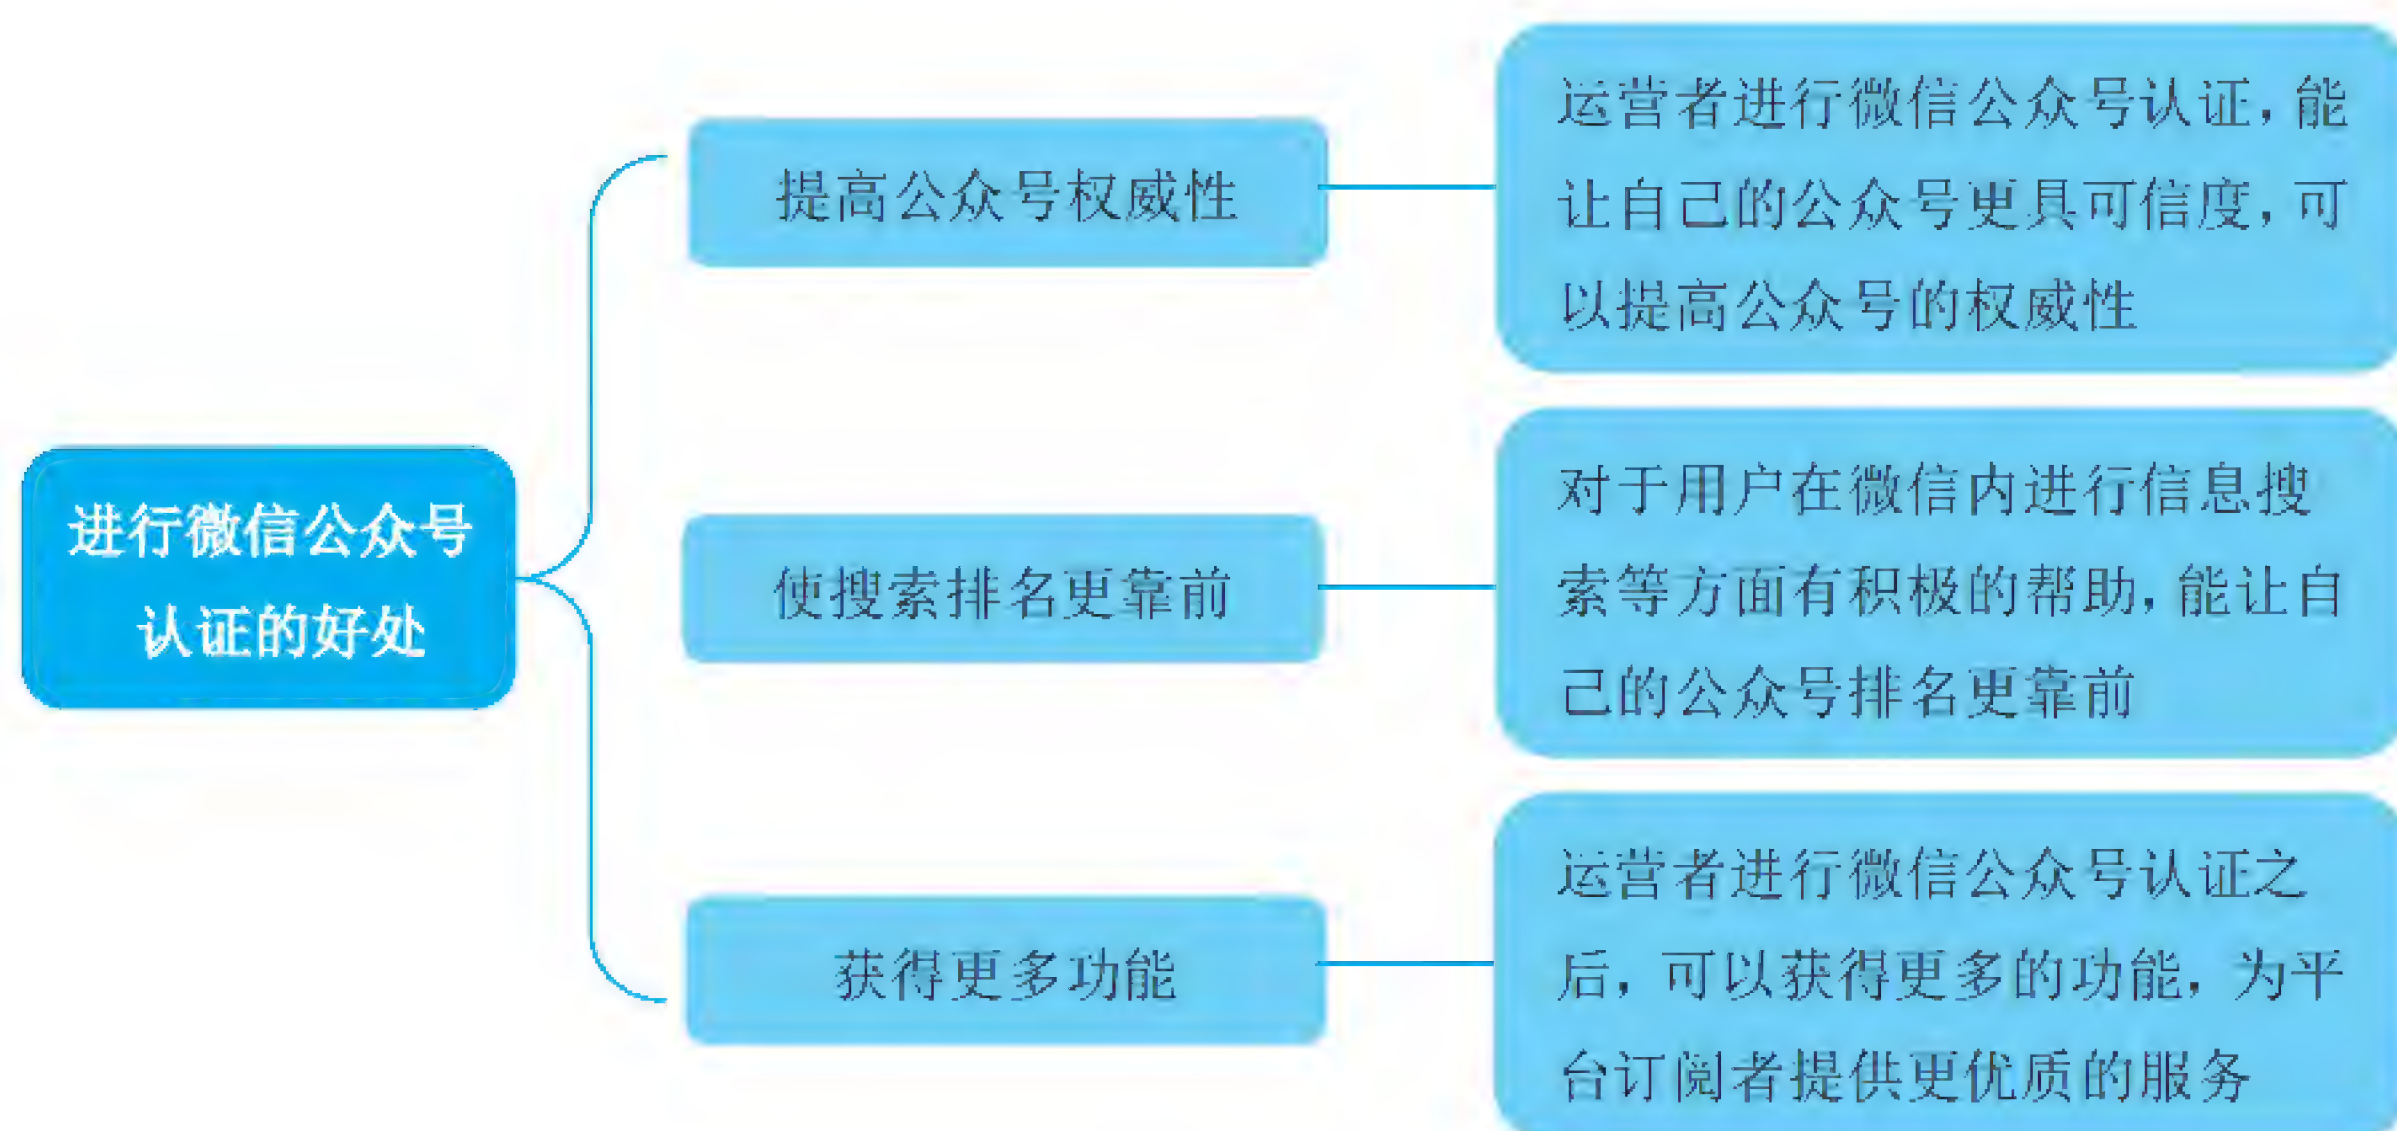 进行微信公众号
认证的好处
提高公众号权威性
运营者进行微信公众号认证，能
让自己的公众号更具可信度，可
以提高公众号的权威性
使搜索排名更靠前
对于用户在微信内进行信息搜
索等方面有积极的帮助，能让自
己的公众号排名更靠前
获得更多功能
运营者进行微信公众号认证之
后，可以获得更多的功能，为平
台订阅者提供更优质的服务